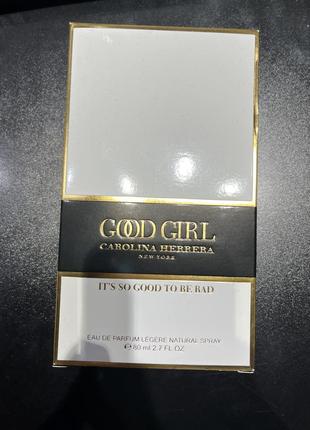 GOOD GIRL
CAROLINA HERRERA
NEW YORK
IT'S SO GOOD TO BE BAD
EAU DE PARFUM LÉGÈRE NATURAL SPRAY
℮ 80 ml 2.7 FL OZ